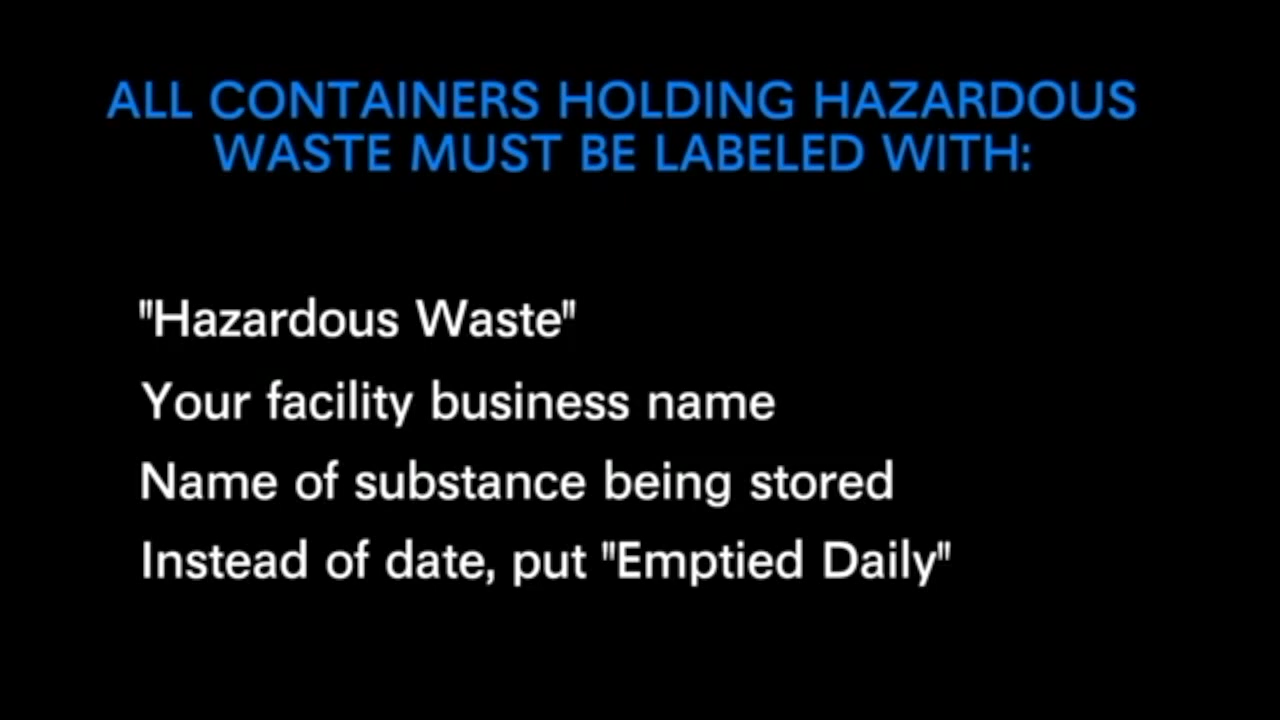 ALL CONTAINERS HOLDING HAZARDOUS
WASTE MUST BE LABELED WITH:
"Hazardous Waste"
Your facility business name
Name of substance being stored
Instead of date, put "Emptied Daily"